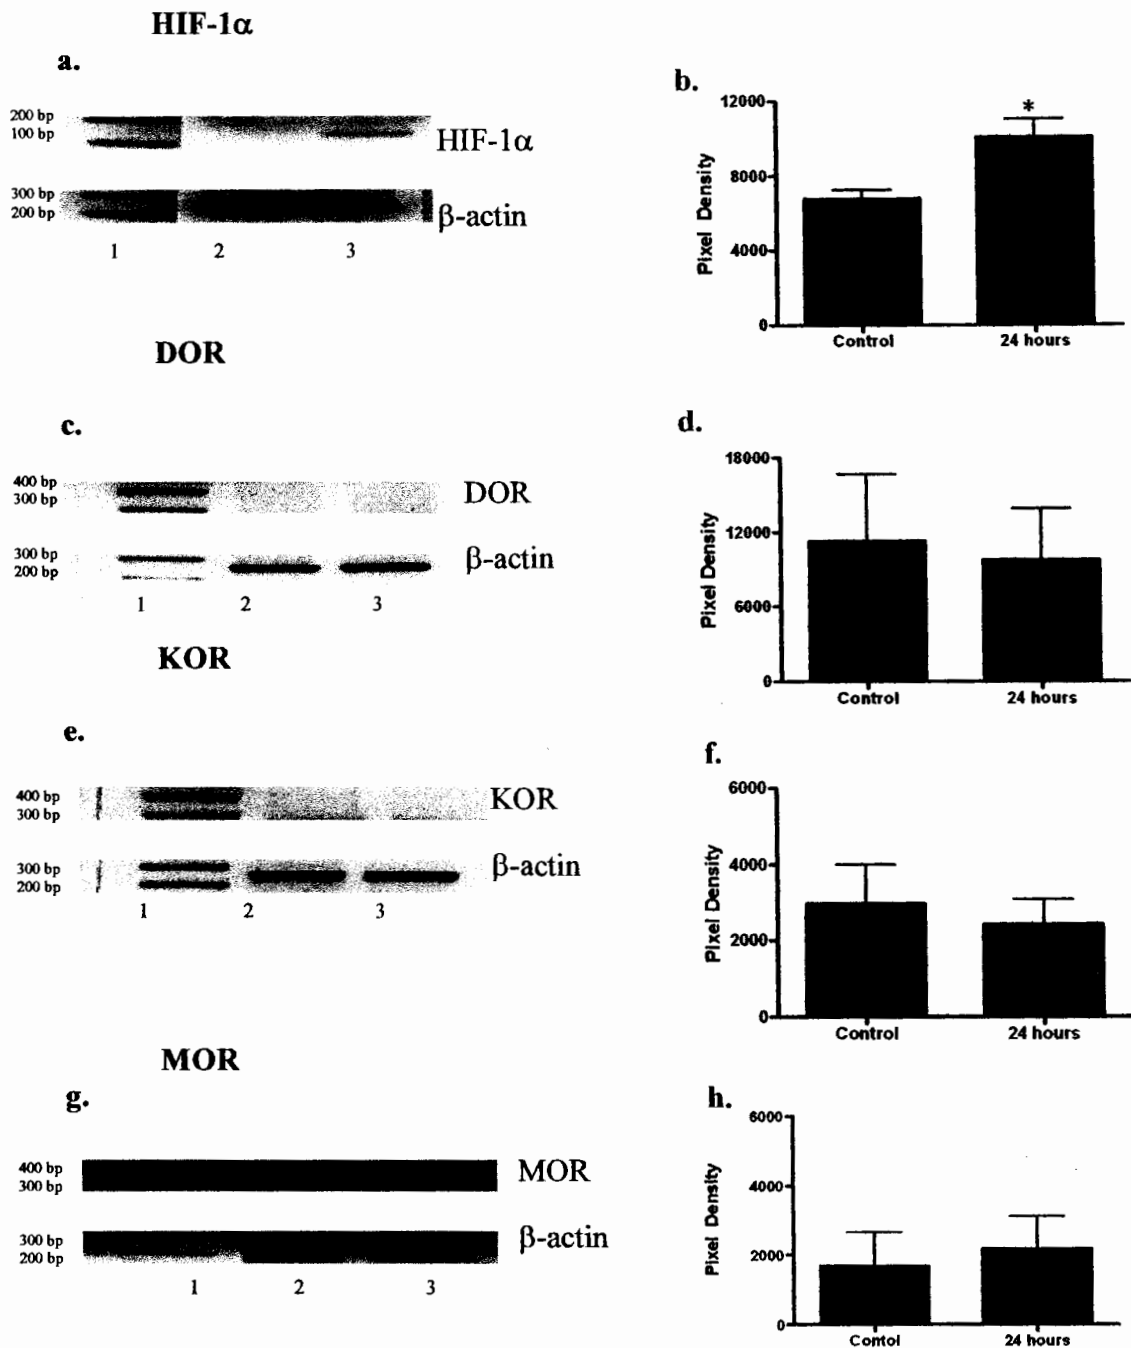 HIF-1α
a.
200 bp
100 bp
HIF-1α
300 bp
200 bp
β-actin
1 2 3
b.
12000
8000
4000
0
Pixel Density
*
Control 24 hours
DOR
c.
400 bp
300 bp
DOR
300 bp
200 bp
β-actin
1 2 3
d.
18000
12000
6000
0
Pixel Density
Control 24 hours
KOR
e.
400 bp
300 bp
KOR
300 bp
200 bp
β-actin
1 2 3
f.
6000
4000
2000
0
Pixel Density
Control 24 hours
MOR
g.
400 bp
300 bp
MOR
300 bp
200 bp
β-actin
1 2 3
h.
6000
4000
2000
0
Pixel Density
Contol 24 hours